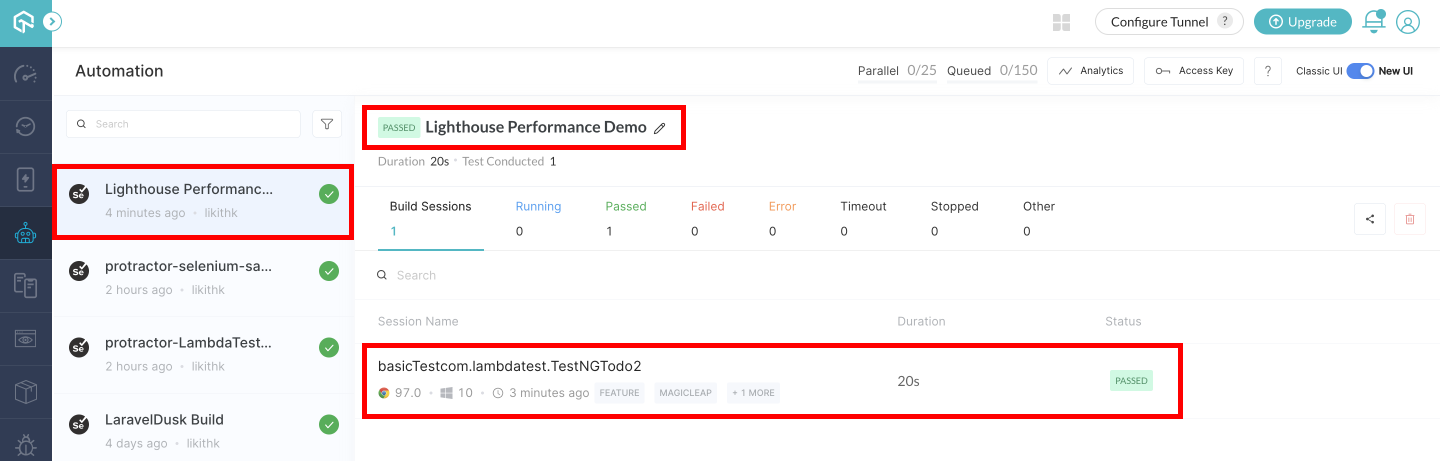 Configure Tunnel ?
Upgrade
Automation
Parallel 0/25 Queued 0/150
Analytics
Access Key
?
Classic UI New UI
Search
Se Lighthouse Performanc...
4 minutes ago • likithk
Se protractor-selenium-sa...
2 hours ago • likithk
Se protractor-LambdaTest...
2 hours ago • likithk
Se LaravelDusk Build
4 days ago • likithk
PASSED Lighthouse Performance Demo
Duration 20s • Test Conducted 1
Build Sessions Running Passed Failed Error Timeout Stopped Other
1 0 1 0 0 0 0 0
Search
Session Name Duration Status
basicTestcom.lambdatest.TestNGTodo2
97.0 • 10 • 3 minutes ago FEATURE MAGICLEAP + 1 MORE
20s
PASSED